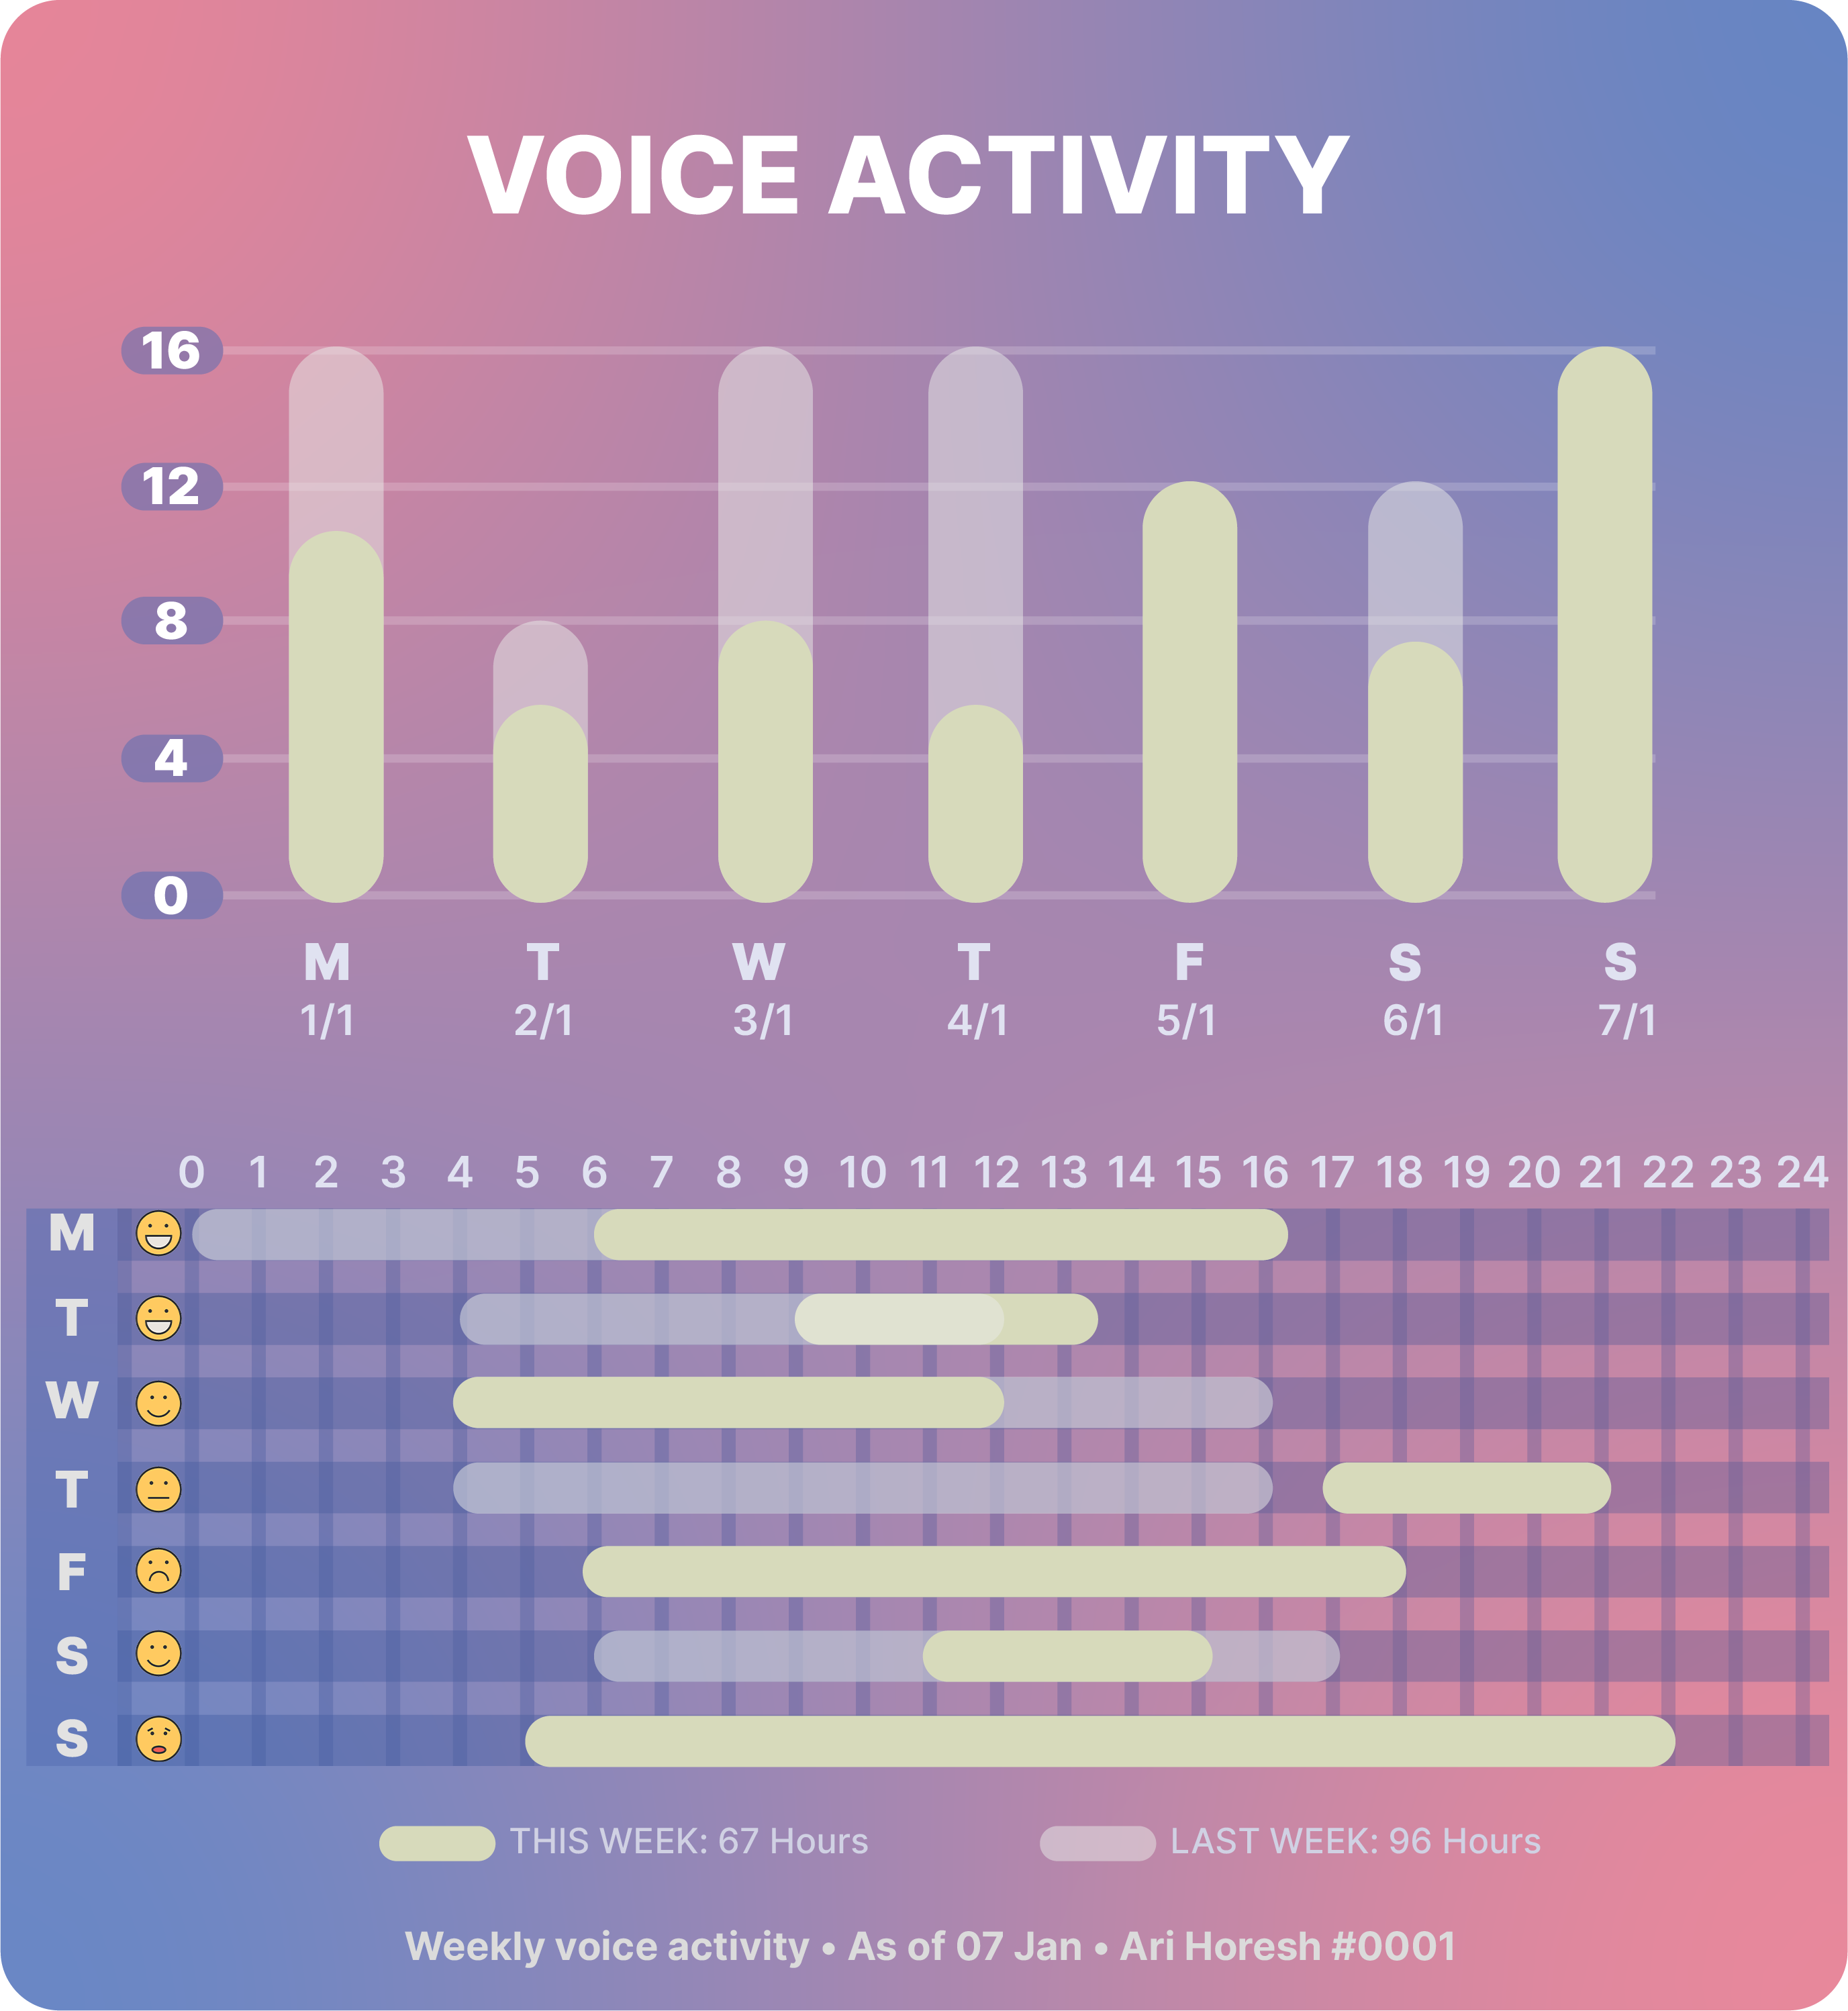 VOICE ACTIVITY
16
12
8
4
0
M T W T F S S
1/1 2/1 3/1 4/1 5/1 6/1 7/1
0 1 2 3 4 5 6 7 8 9 10 11 12 13 14 15 16 17 18 19 20 21 22 23 24
M
T
W
T
F
S
S
THIS WEEK: 67 Hours LAST WEEK: 96 Hours
Weekly voice activity • As of 07 Jan • Ari Horesh #0001